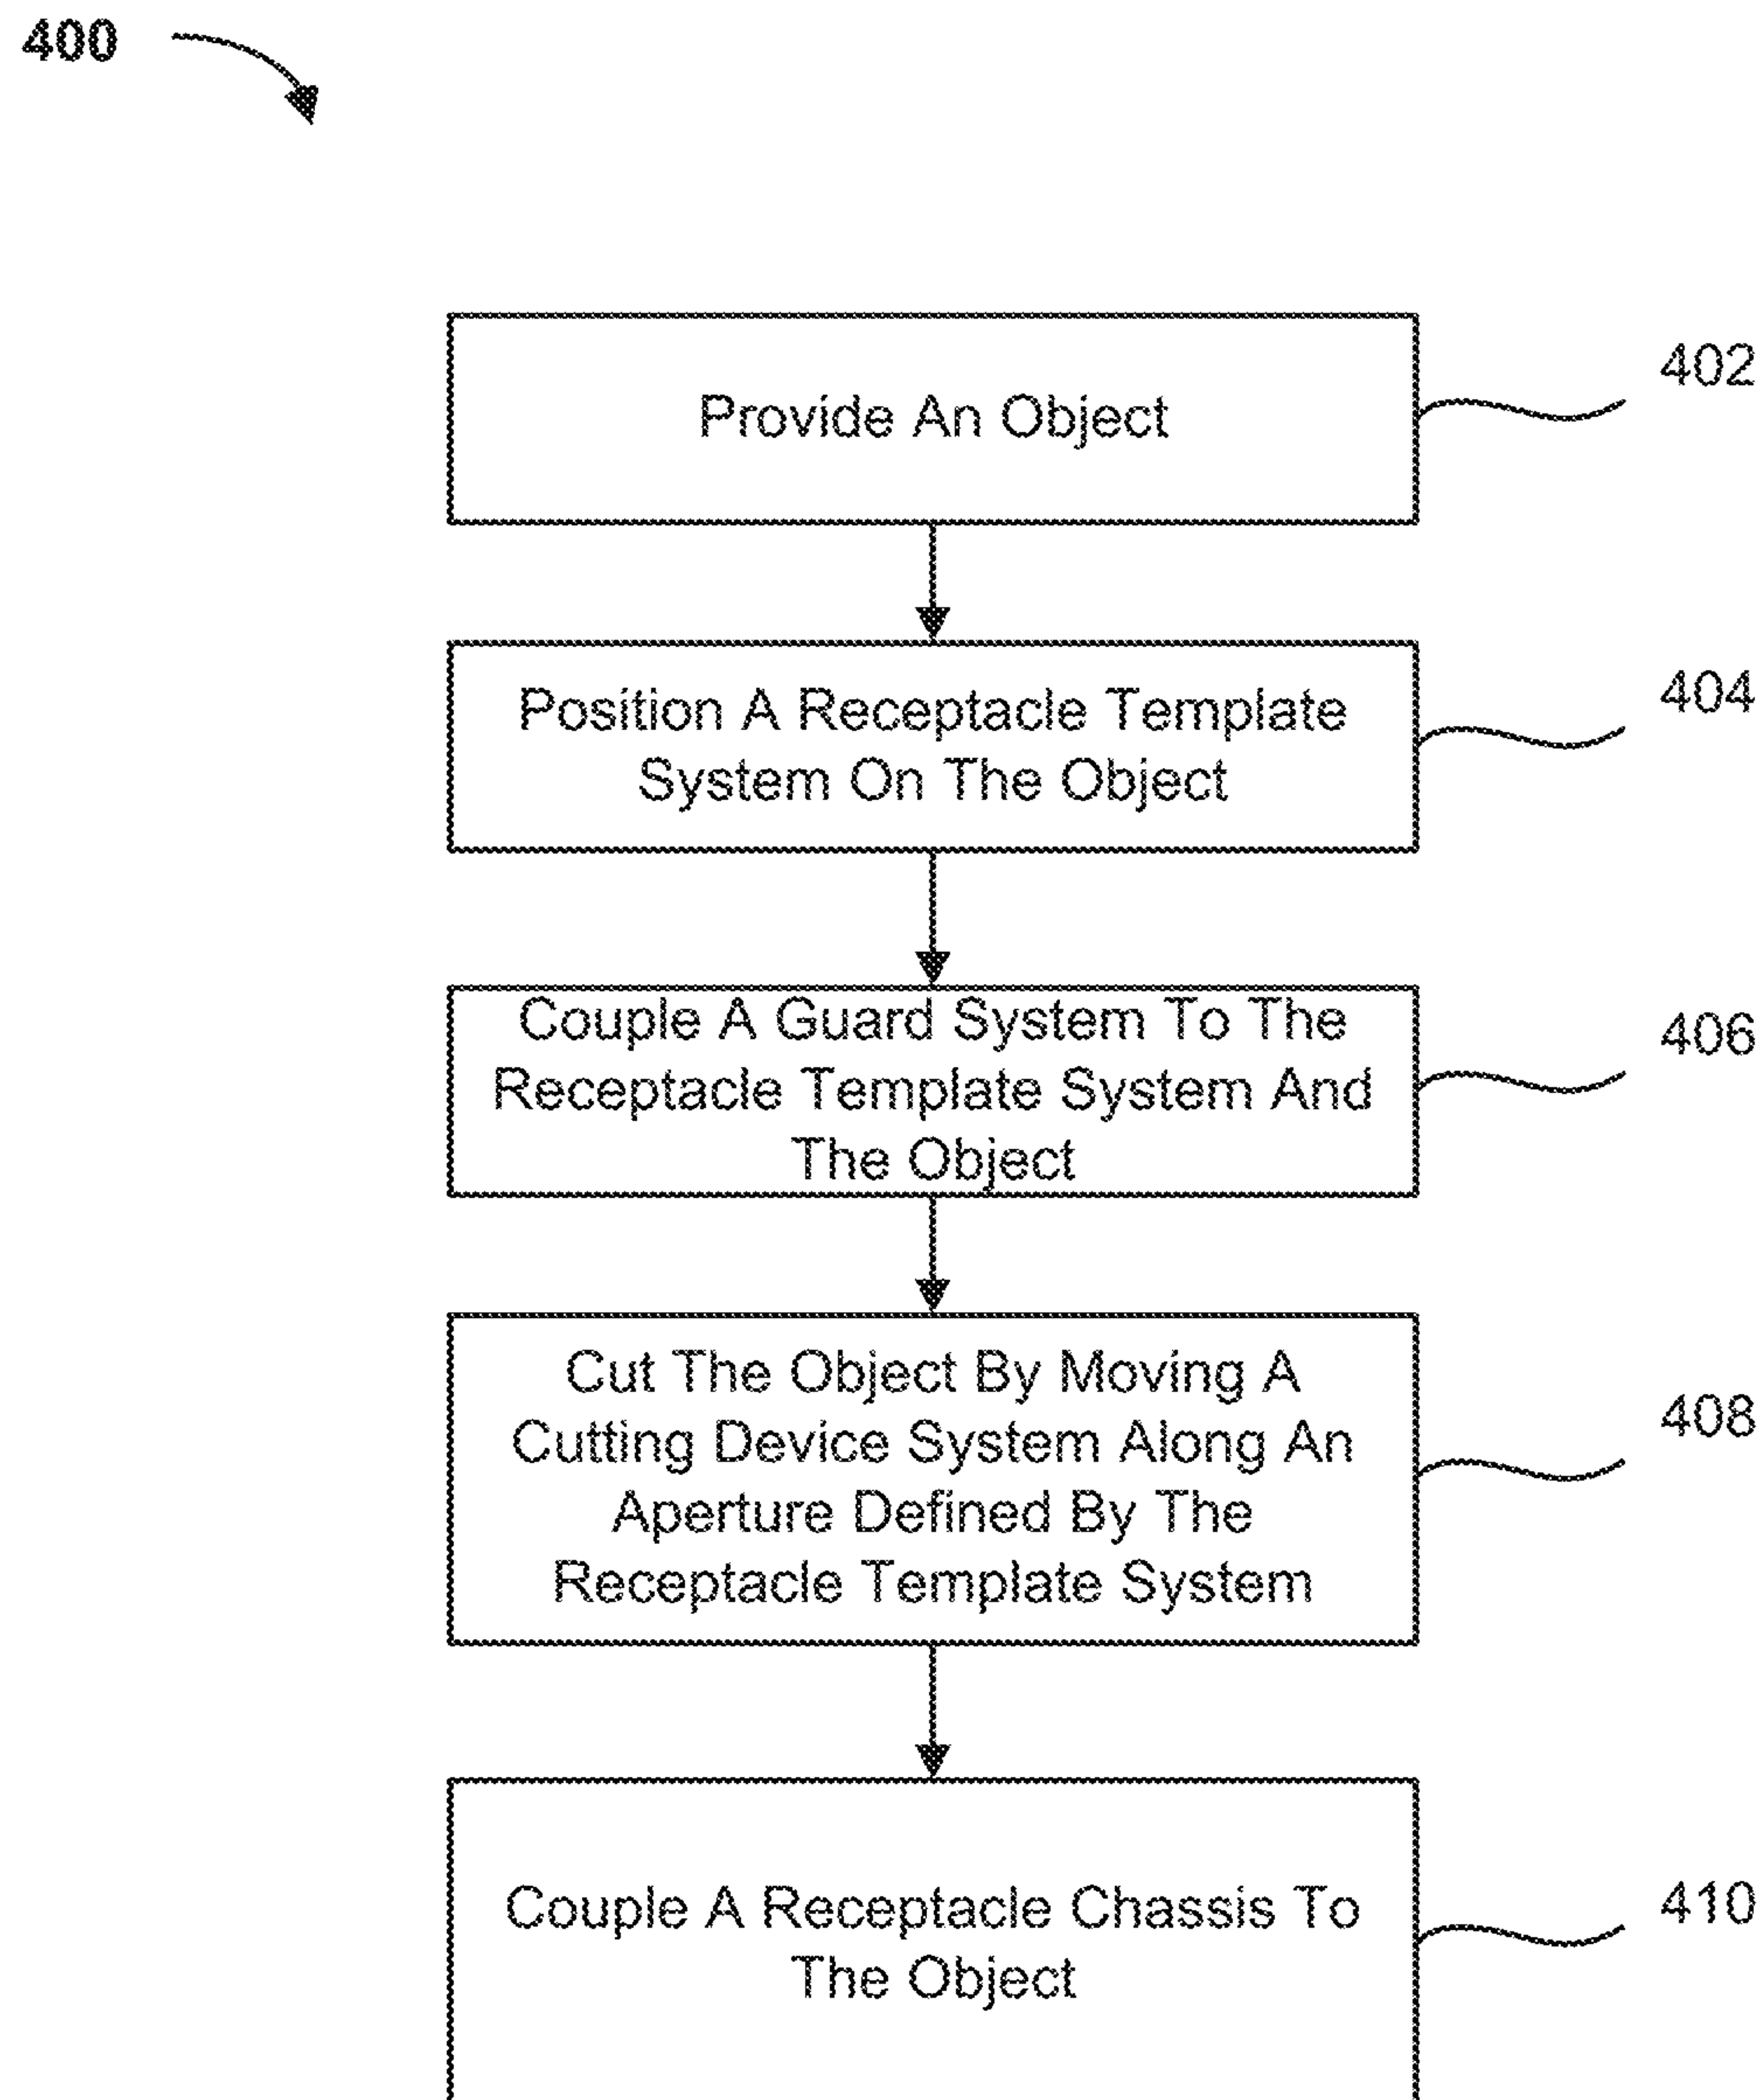 400
Provide An Object
402
Position A Receptacle Template
System On The Object
404
Couple A Guard System To The
Receptacle Template System And
The Object
406
Cut The Object By Moving A
Cutting Device System Along An
Aperture Defined By The
Receptacle Template System
408
Couple A Receptacle Chassis To
The Object
410